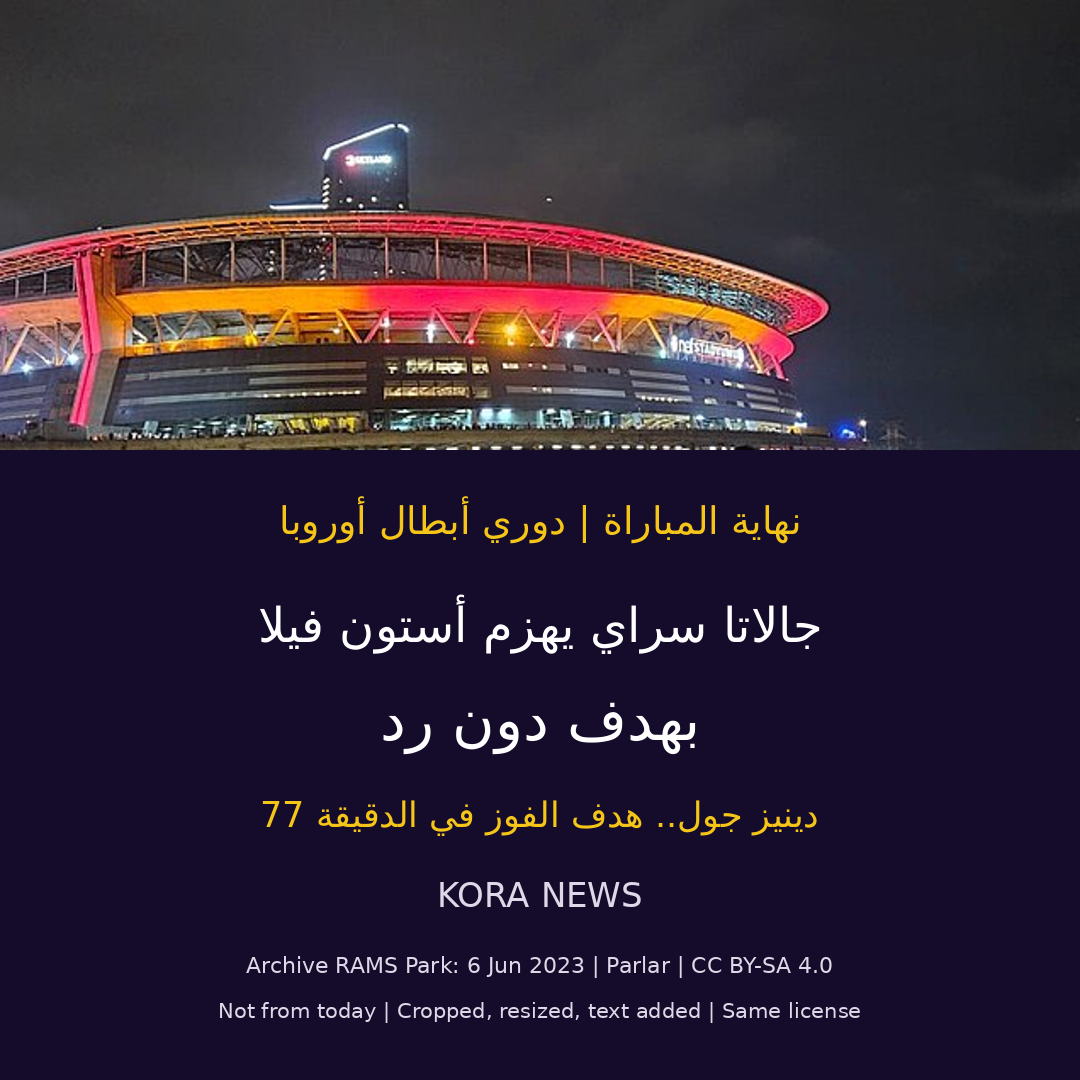 SKYLAND
نهاية المباراة | دوري أبطال أوروبا
جالاتا سراي يهزم أستون فيلا
بهدف دون رد
دينيز جول.. هدف الفوز في الدقيقة 77
KORA NEWS
Archive RAMS Park: 6 Jun 2023 | Parlar | CC BY-SA 4.0
Not from today | Cropped, resized, text added | Same license